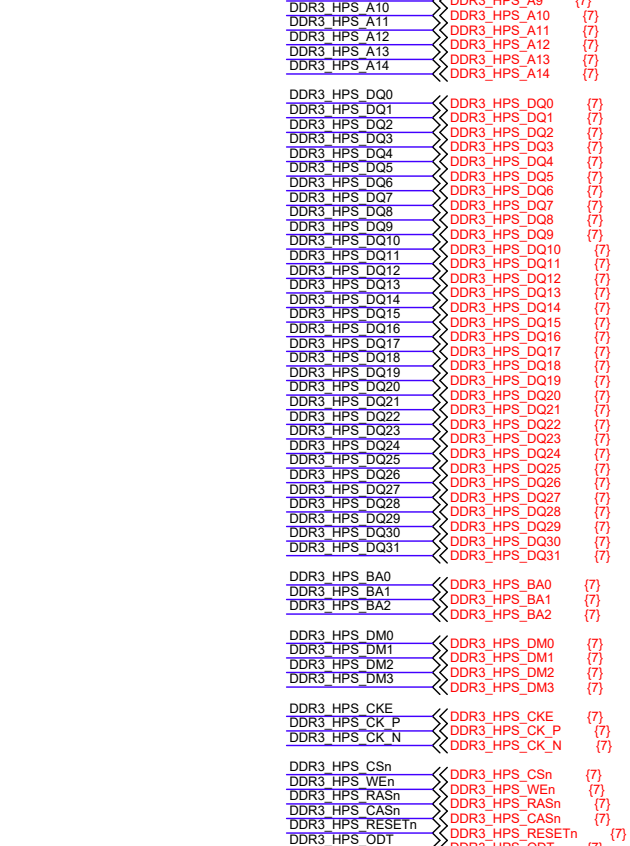 DDR3_HPS_A9 {7}
DDR3_HPS_A10 DDR3_HPS_A10 {7}
DDR3_HPS_A11 DDR3_HPS_A11 {7}
DDR3_HPS_A12 DDR3_HPS_A12 {7}
DDR3_HPS_A13 DDR3_HPS_A13 {7}
DDR3_HPS_A14 DDR3_HPS_A14 {7}
DDR3_HPS_DQ0 DDR3_HPS_DQ0 {7}
DDR3_HPS_DQ1 DDR3_HPS_DQ1 {7}
DDR3_HPS_DQ2 DDR3_HPS_DQ2 {7}
DDR3_HPS_DQ3 DDR3_HPS_DQ3 {7}
DDR3_HPS_DQ4 DDR3_HPS_DQ4 {7}
DDR3_HPS_DQ5 DDR3_HPS_DQ5 {7}
DDR3_HPS_DQ6 DDR3_HPS_DQ6 {7}
DDR3_HPS_DQ7 DDR3_HPS_DQ7 {7}
DDR3_HPS_DQ8 DDR3_HPS_DQ8 {7}
DDR3_HPS_DQ9 DDR3_HPS_DQ9 {7}
DDR3_HPS_DQ10 DDR3_HPS_DQ10 {7}
DDR3_HPS_DQ11 DDR3_HPS_DQ11 {7}
DDR3_HPS_DQ12 DDR3_HPS_DQ12 {7}
DDR3_HPS_DQ13 DDR3_HPS_DQ13 {7}
DDR3_HPS_DQ14 DDR3_HPS_DQ14 {7}
DDR3_HPS_DQ15 DDR3_HPS_DQ15 {7}
DDR3_HPS_DQ16 DDR3_HPS_DQ16 {7}
DDR3_HPS_DQ17 DDR3_HPS_DQ17 {7}
DDR3_HPS_DQ18 DDR3_HPS_DQ18 {7}
DDR3_HPS_DQ19 DDR3_HPS_DQ19 {7}
DDR3_HPS_DQ20 DDR3_HPS_DQ20 {7}
DDR3_HPS_DQ21 DDR3_HPS_DQ21 {7}
DDR3_HPS_DQ22 DDR3_HPS_DQ22 {7}
DDR3_HPS_DQ23 DDR3_HPS_DQ23 {7}
DDR3_HPS_DQ24 DDR3_HPS_DQ24 {7}
DDR3_HPS_DQ25 DDR3_HPS_DQ25 {7}
DDR3_HPS_DQ26 DDR3_HPS_DQ26 {7}
DDR3_HPS_DQ27 DDR3_HPS_DQ27 {7}
DDR3_HPS_DQ28 DDR3_HPS_DQ28 {7}
DDR3_HPS_DQ29 DDR3_HPS_DQ29 {7}
DDR3_HPS_DQ30 DDR3_HPS_DQ30 {7}
DDR3_HPS_DQ31 DDR3_HPS_DQ31 {7}
DDR3_HPS_BA0 DDR3_HPS_BA0 {7}
DDR3_HPS_BA1 DDR3_HPS_BA1 {7}
DDR3_HPS_BA2 DDR3_HPS_BA2 {7}
DDR3_HPS_DM0 DDR3_HPS_DM0 {7}
DDR3_HPS_DM1 DDR3_HPS_DM1 {7}
DDR3_HPS_DM2 DDR3_HPS_DM2 {7}
DDR3_HPS_DM3 DDR3_HPS_DM3 {7}
DDR3_HPS_CKE DDR3_HPS_CKE {7}
DDR3_HPS_CK_P DDR3_HPS_CK_P {7}
DDR3_HPS_CK_N DDR3_HPS_CK_N {7}
DDR3_HPS_CSn DDR3_HPS_CSn {7}
DDR3_HPS_WEn DDR3_HPS_WEn {7}
DDR3_HPS_RASn DDR3_HPS_RASn {7}
DDR3_HPS_CASn DDR3_HPS_CASn {7}
DDR3_HPS_RESETn DDR3_HPS_RESETn {7}
DDR3_HPS_ODT DDR3_HPS_ODT {7}